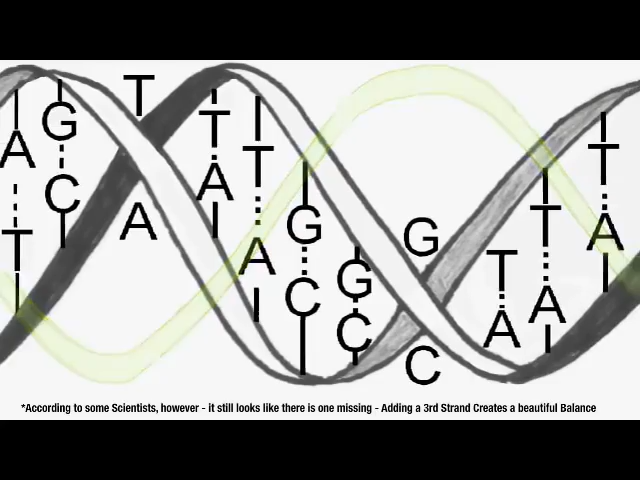 A
T
G
C
T
A
T
A
T
A
G
C
G
C
G
C
T
A
T
A
T
A
*According to some Scientists, however - it still looks like there is one missing - Adding a 3rd Strand Creates a beautiful Balance